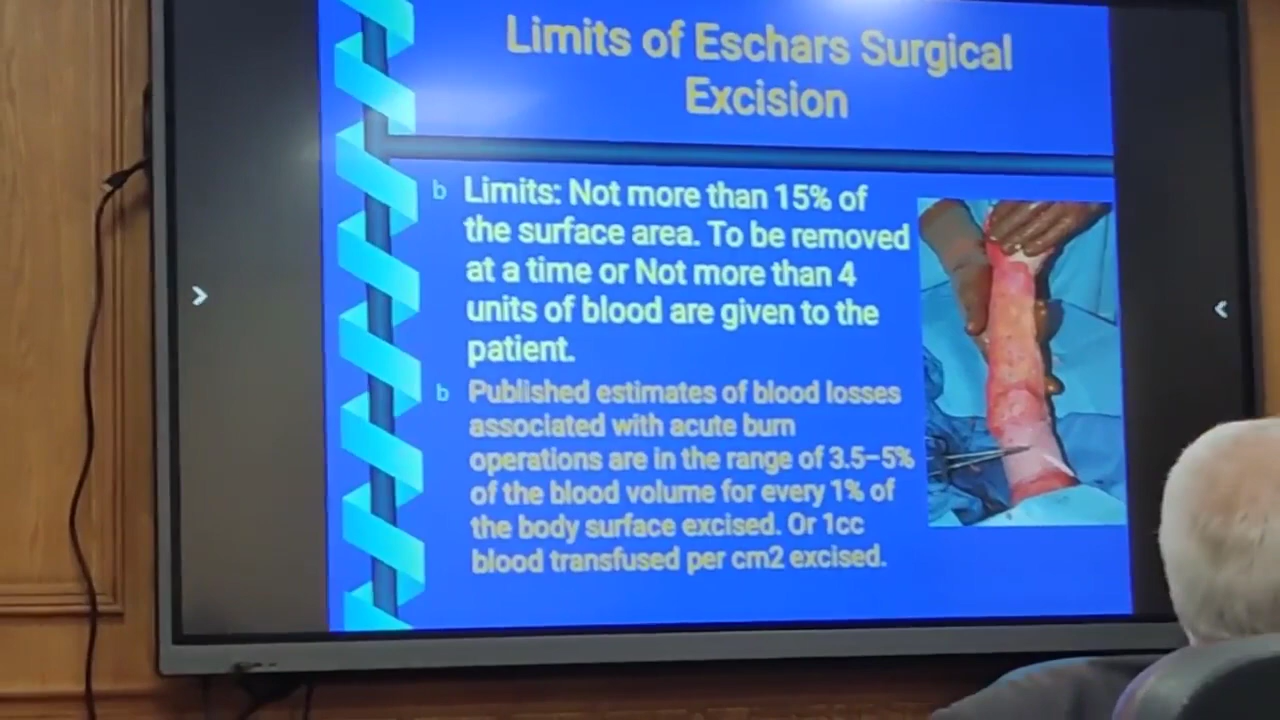 Limits of Eschars Surgical
Excision
b Limits: Not more than 15% of
the surface area. To be removed
at a time or Not more than 4
units of blood are given to the
patient.
b Published estimates of blood losses
associated with acute burn
operations are in the range of 3.5–5%
of the blood volume for every 1% of
the body surface excised. Or 1cc
blood transfused per cm2 excised.